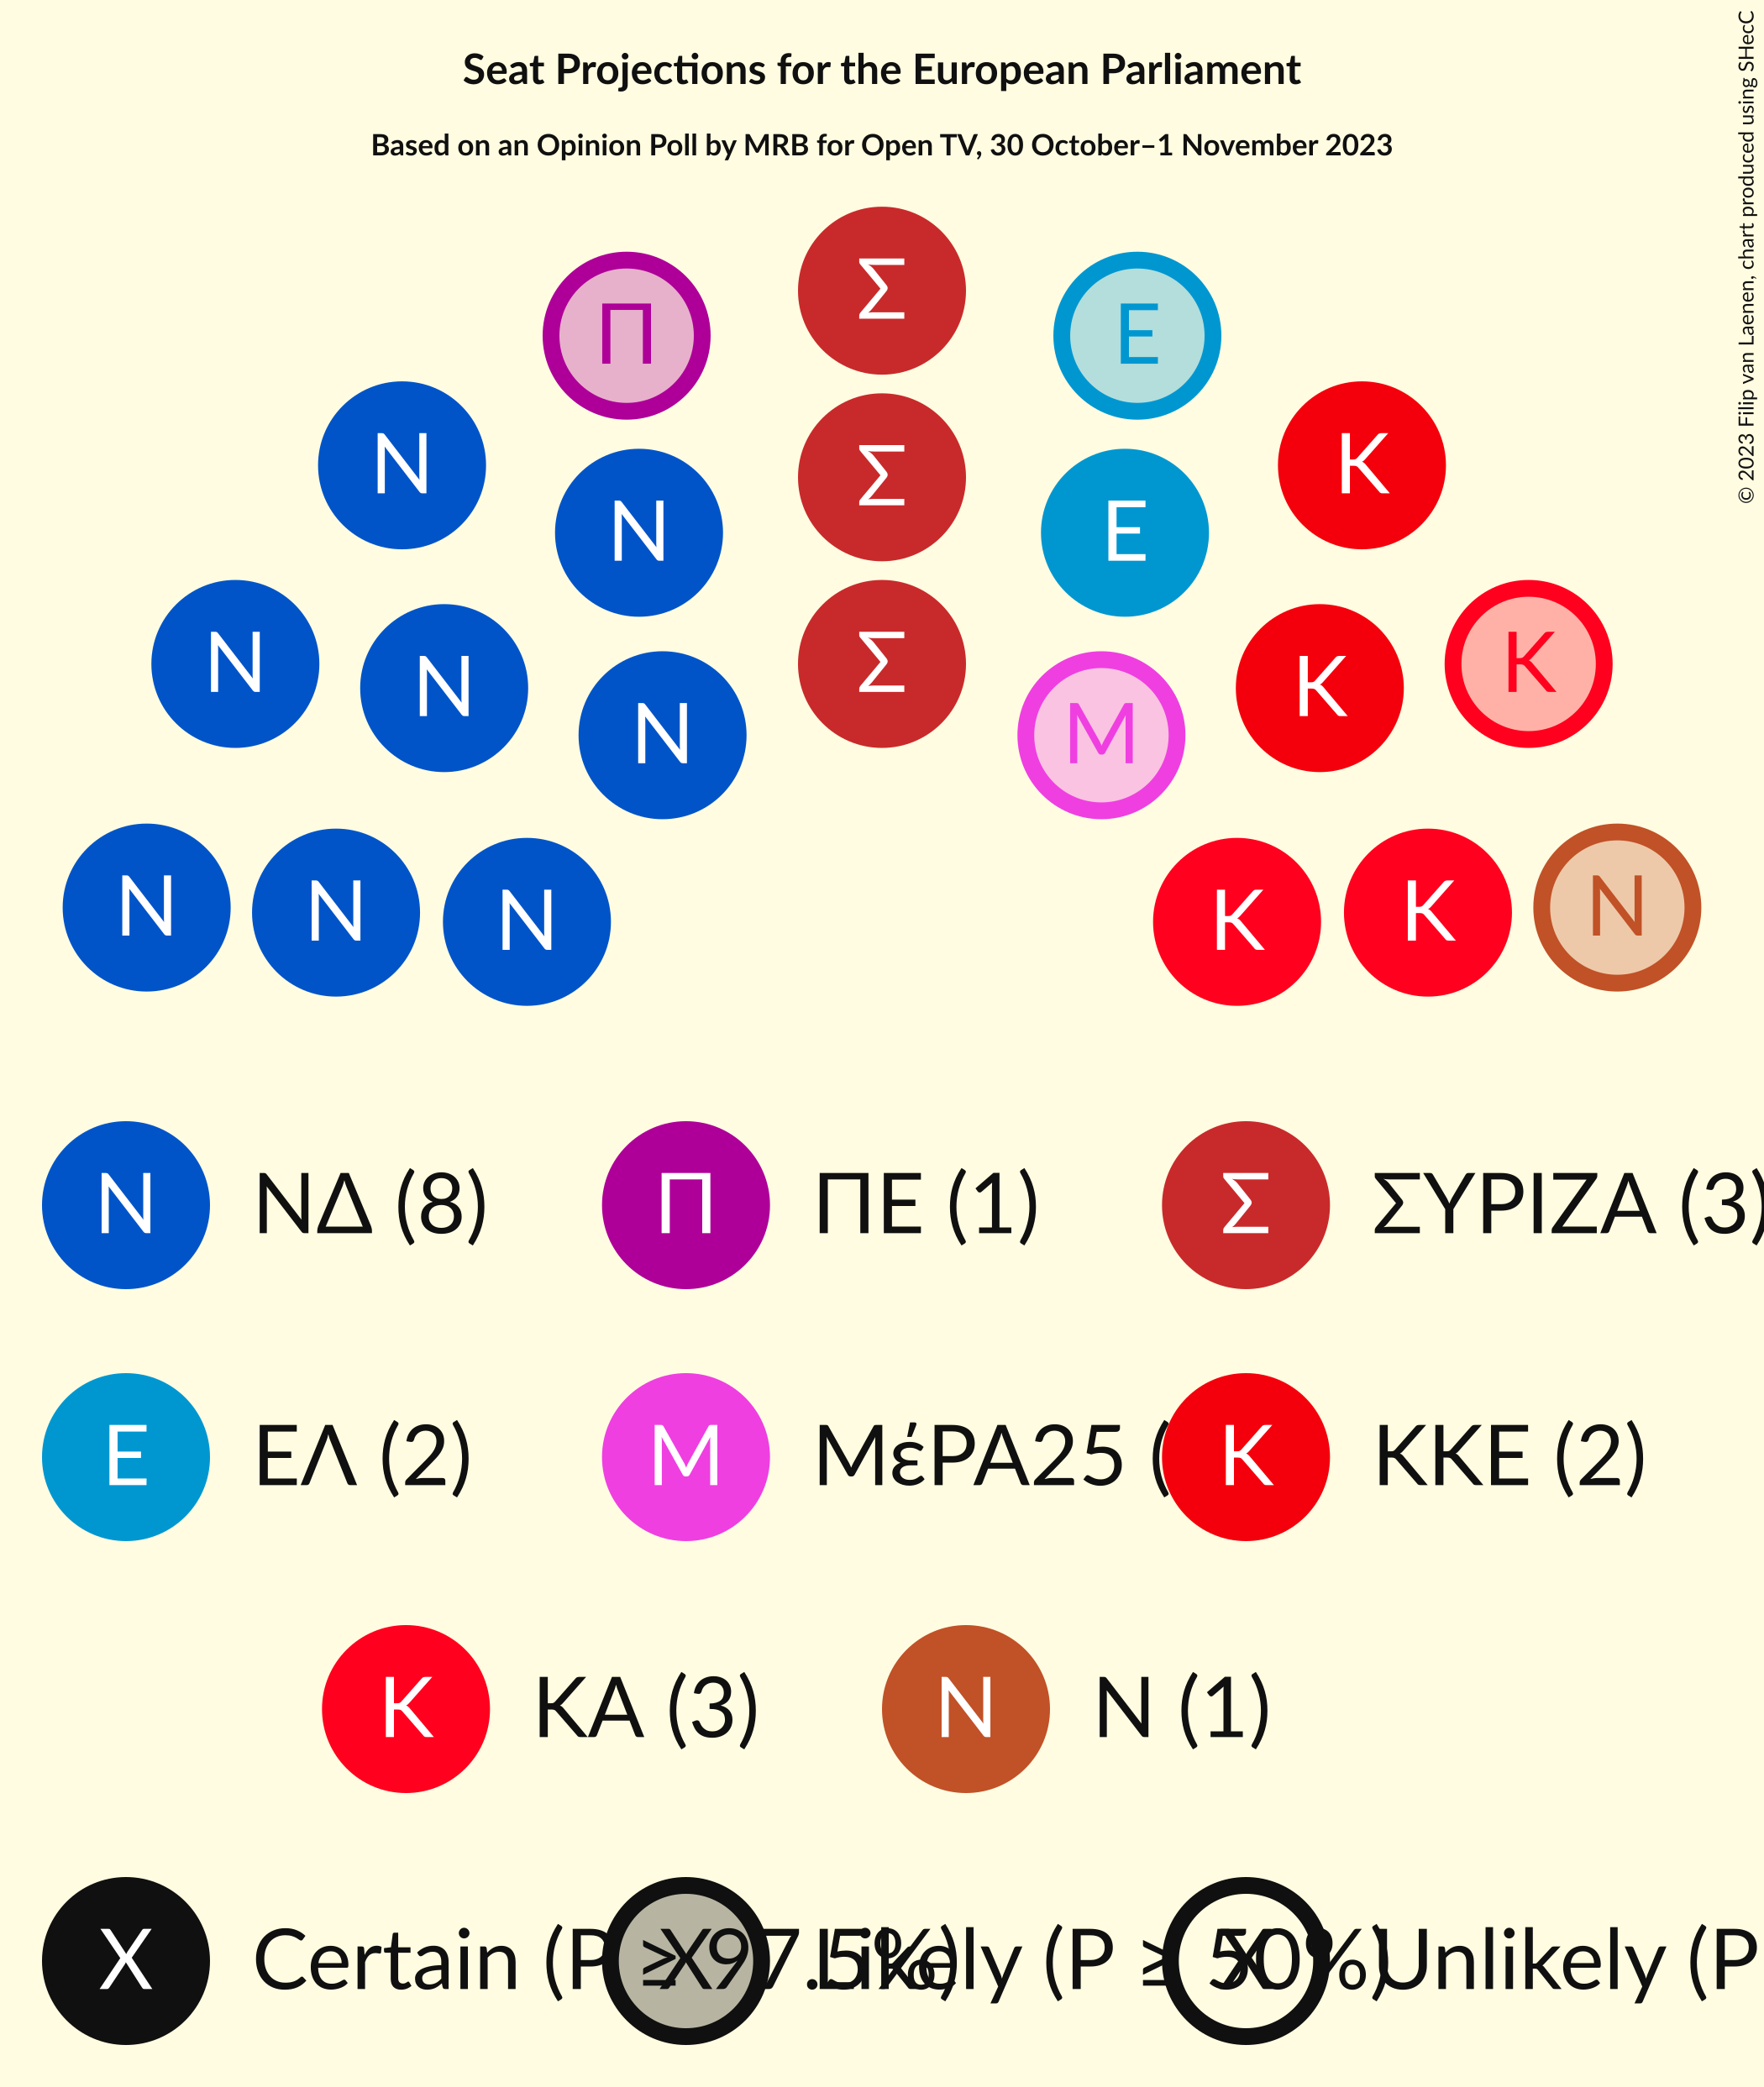 Seat Projections for the European Parliament
Based on an Opinion Poll by MRB for Open TV, 30 October–1 November 2023
© 2023 Filip van Laenen, chart produced using SHecC
Σ
Π Ε
Σ
Ν Κ
Ν Ε
Σ
Ν Κ
Ν Κ
Ν Μ
Ν Ν Ν Κ Κ Ν
Ν ΝΔ (8) Π ΠΕ (1) Σ ΣΥΡΙΖΑ (3)
Ε ΕΛ (2) Μ ΜέΡΑ25 ( Κ ΚΚΕ (2)
Κ ΚΑ (3) Ν Ν (1)
X Certain (P ≥ 97.5%) X Likely (P ≥ 50%) X Unlikely (P